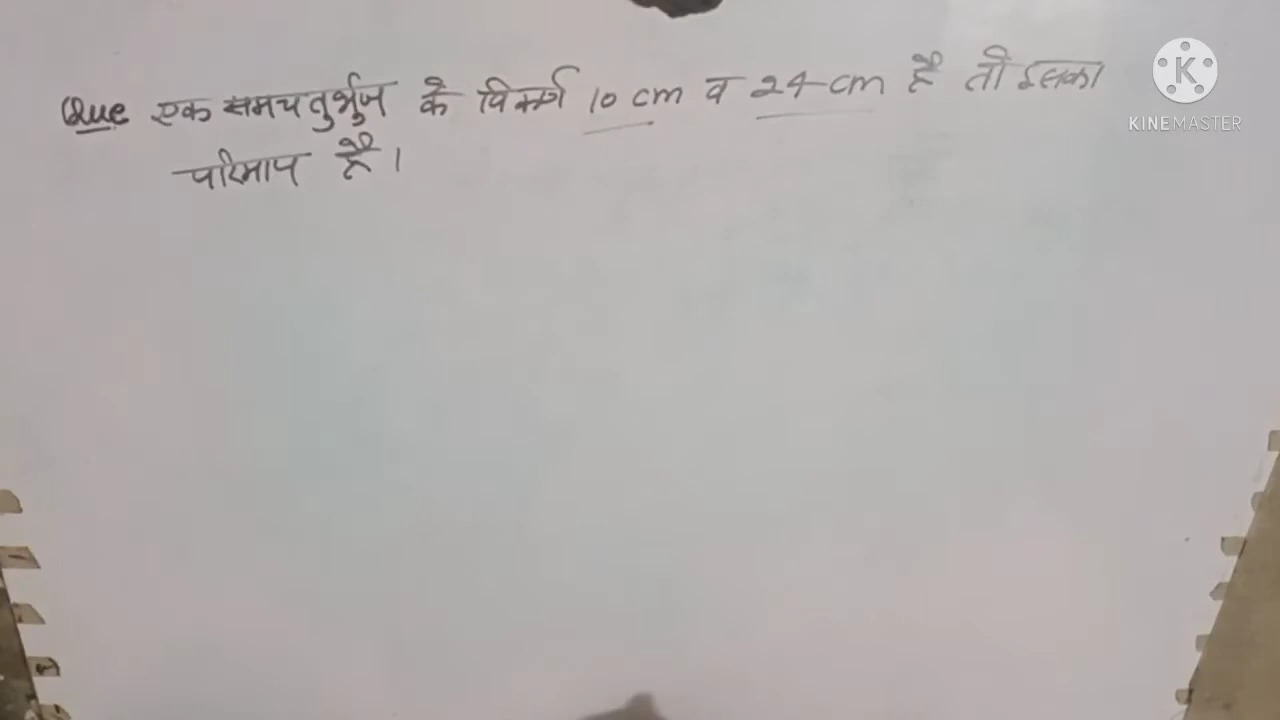 Que एक समचतुर्भुज के विकर्ण 10 cm व 24 cm है तो इसका
परिमाप है।
K
KINEMASTER